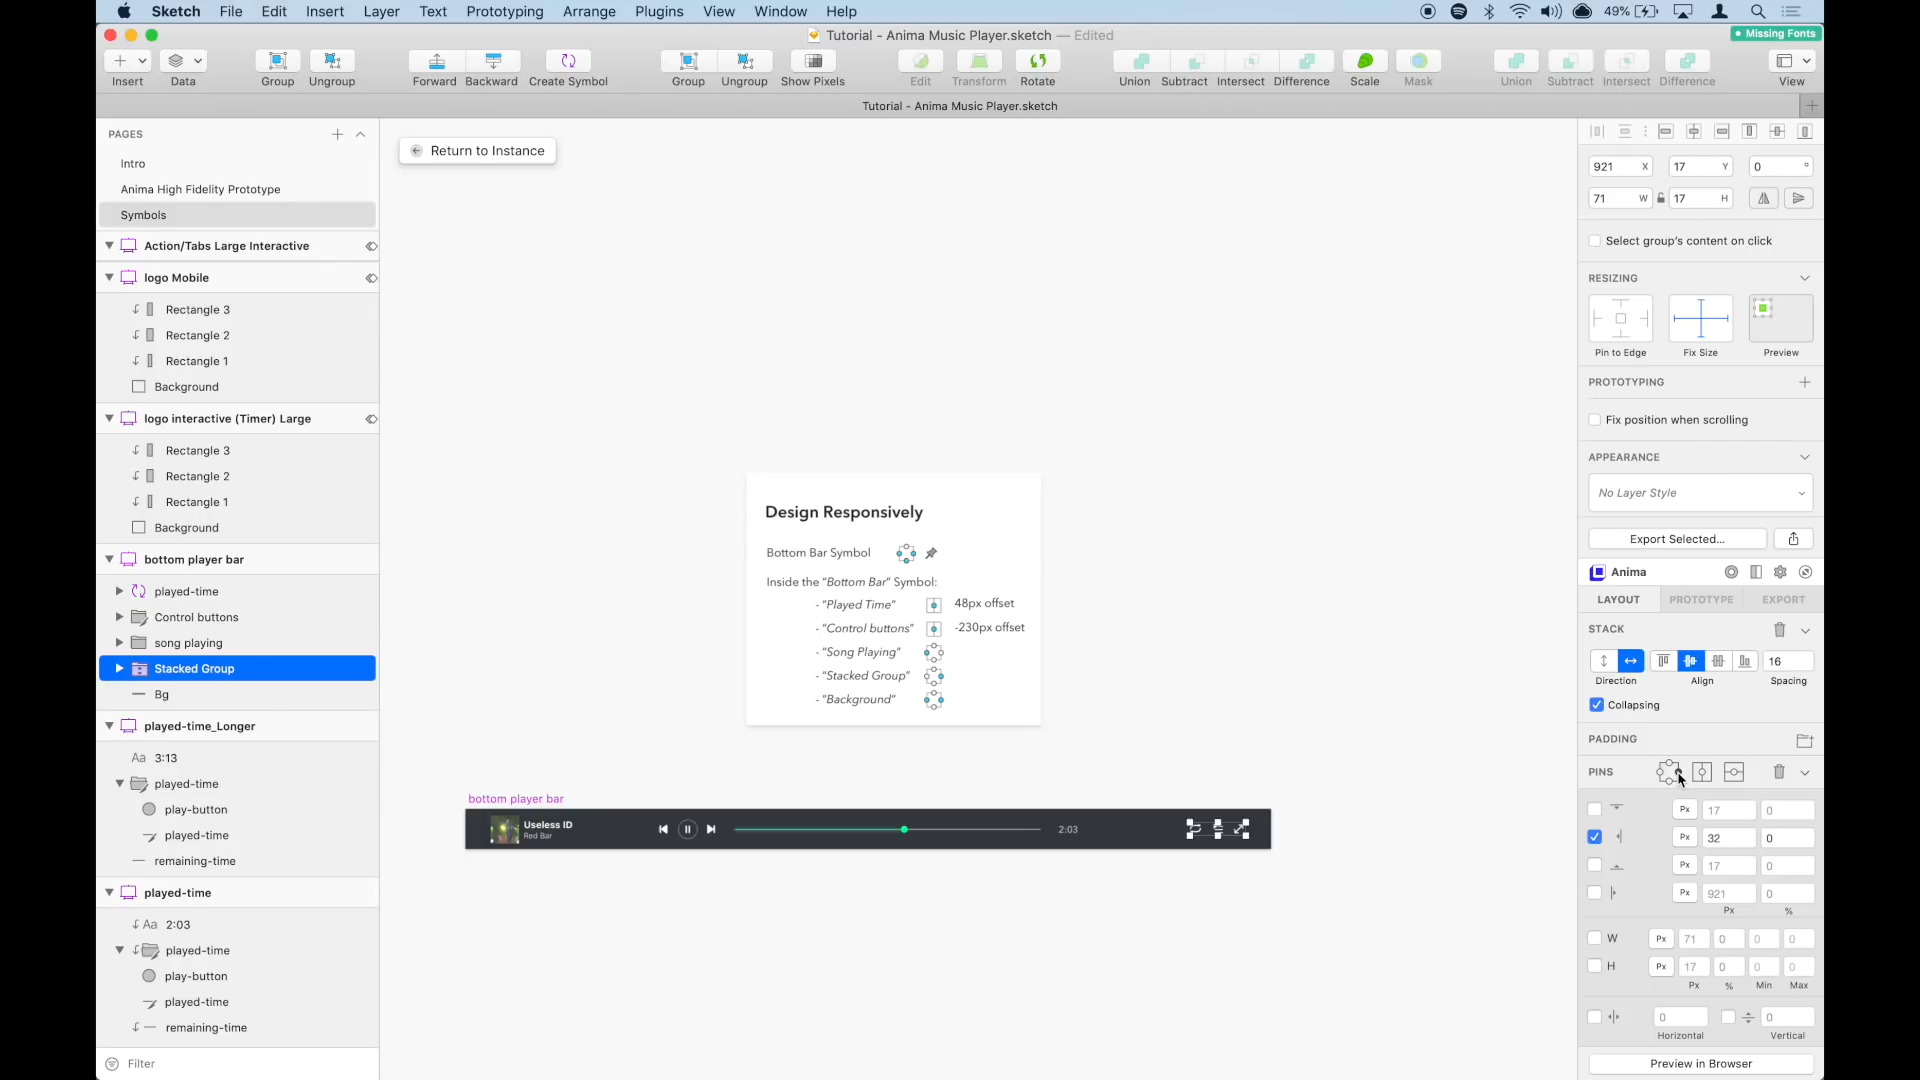 Sketch File Edit Insert Layer Text Prototyping Arrange Plugins View Window Help
49%
Tutorial - Anima Music Player.sketch — Edited
Missing Fonts
Insert Data Group Ungroup Forward Backward Create Symbol Group Ungroup Show Pixels Edit Transform Rotate Union Subtract Intersect Difference Scale Mask Union Subtract Intersect Difference View
Tutorial - Anima Music Player.sketch
PAGES
Intro
Anima High Fidelity Prototype
Symbols
Action/Tabs Large Interactive
logo Mobile
Rectangle 3
Rectangle 2
Rectangle 1
Background
logo interactive (Timer) Large
Rectangle 3
Rectangle 2
Rectangle 1
Background
bottom player bar
played-time
Control buttons
song playing
Stacked Group
Bg
played-time_Longer
Aa 3:13
played-time
play-button
played-time
remaining-time
played-time
Aa 2:03
played-time
play-button
played-time
remaining-time
Filter
Return to Instance
Design Responsively
Bottom Bar Symbol
Inside the "Bottom Bar" Symbol:
- "Played Time" 48px offset
- "Control buttons" -230px offset
- "Song Playing"
- "Stacked Group"
- "Background"
bottom player bar
Useless ID
Red Bar
2:03
921 X 17 Y 0 °
71 W 17 H
Select group's content on click
RESIZING
Pin to Edge Fix Size Preview
PROTOTYPING
Fix position when scrolling
APPEARANCE
No Layer Style
Export Selected...
Anima
LAYOUT PROTOTYPE EXPORT
STACK
16
Direction Align Spacing
Collapsing
PADDING
PINS
Px 17 0
Px 32 0
Px 17 0
Px 921 0
Px %
W Px 71 0 0 0
H Px 17 0 0 0
Px % Min Max
0 0
Horizontal Vertical
Preview in Browser